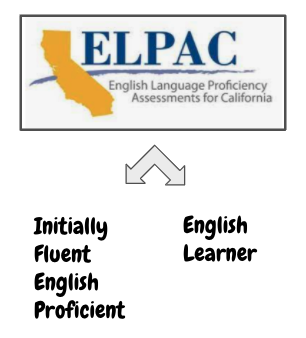 ELPAC
English Language Proficiency
Assessments for California
Initially
Fluent
English
Proficient
English
Learner